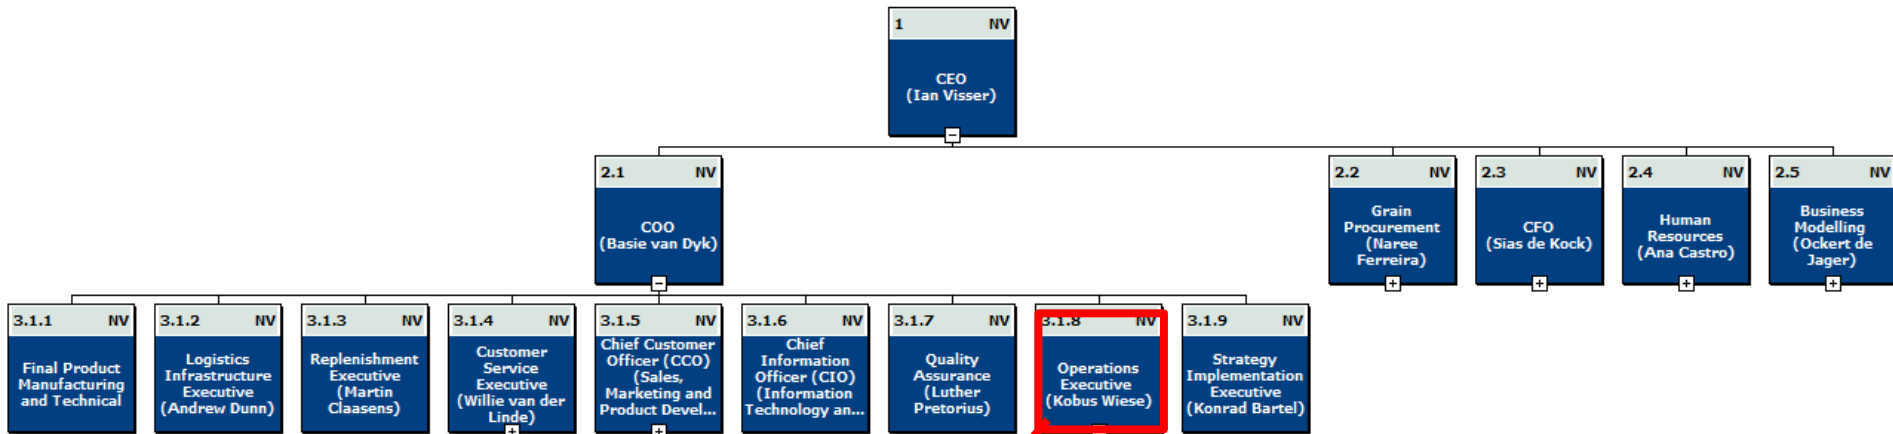 1 NV
CEO
(Ian Visser)
2.1 NV
COO
(Basie van Dyk)
2.2 NV
Grain
Procurement
(Naree
Ferreira)
2.3 NV
CFO
(Sias de Kock)
2.4 NV
Human
Resources
(Ana Castro)
2.5 NV
Business
Modelling
(Ockert de
Jager)
3.1.1 NV
Final Product
Manufacturing
and Technical
3.1.2 NV
Logistics
Infrastructure
Executive
(Andrew Dunn)
3.1.3 NV
Replenishment
Executive
(Martin
Claasens)
3.1.4 NV
Customer
Service
Executive
(Willie van der
Linde)
3.1.5 NV
Chief Customer
Officer (CCO)
(Sales,
Marketing and
Product Devel...
3.1.6 NV
Chief
Information
Officer (CIO)
(Information
Technology an...
3.1.7 NV
Quality
Assurance
(Luther
Pretorius)
3.1.8 NV
Operations
Executive
(Kobus Wiese)
3.1.9 NV
Strategy
Implementation
Executive
(Konrad Bartel)